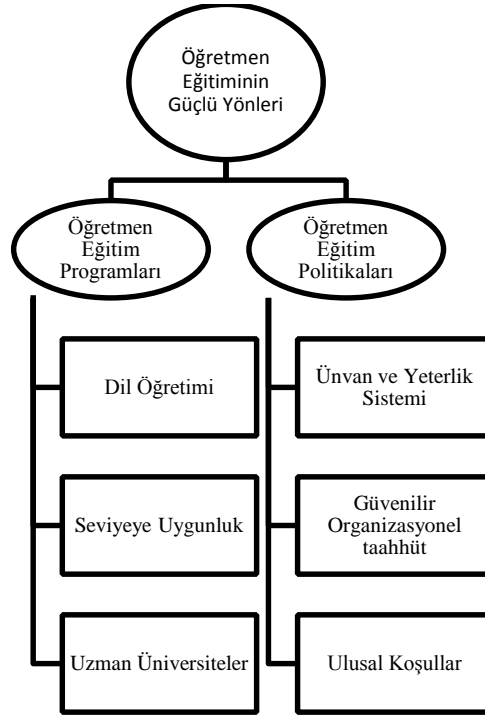 Öğretmen
Eğitiminin
Güçlü Yönleri
Öğretmen
Eğitim
Programları
Öğretmen
Eğitim
Politikaları
Dil Öğretimi
Seviyeye Uygunluk
Uzman Üniversiteler
Ünvan ve Yeterlik
Sistemi
Güvenilir
Organizasyonel
taahhüt
Ulusal Koşullar